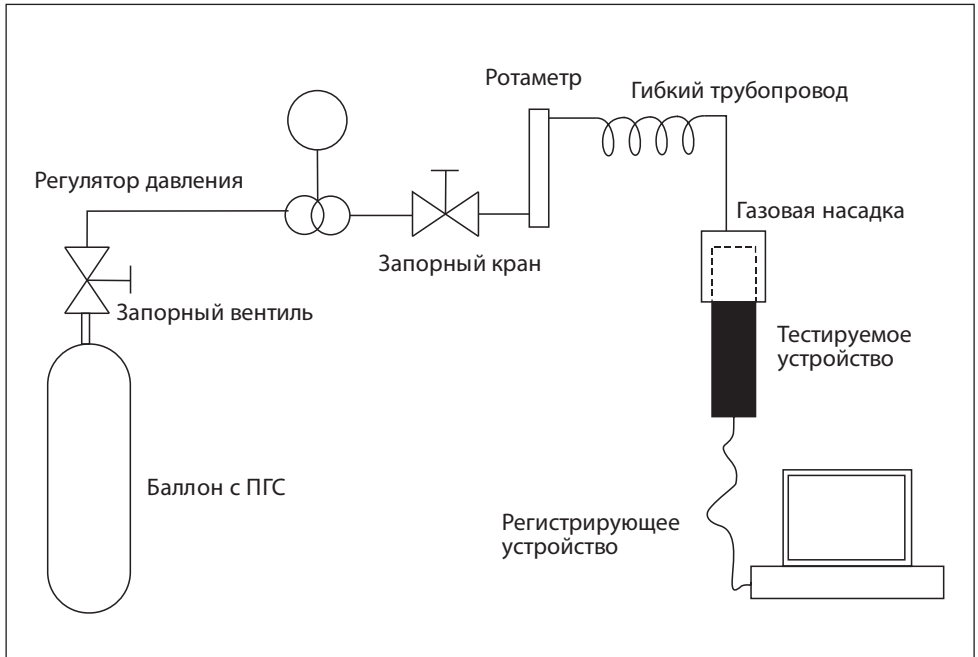 Ротаметр
Гибкий трубопровод
Регулятор давления
Газовая насадка
Запорный кран
Запорный вентиль
Тестируемое
устройство
Баллон с ПГС
Регистрирующее
устройство